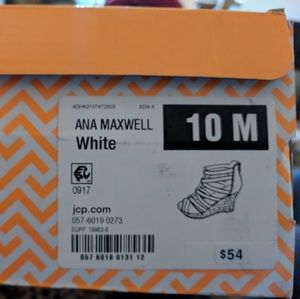 ANA MAXWELL
White
10 M
0917
jcp.com
057-6019 0273
SUPP. 19963-6
057 6019 0131 12
$54